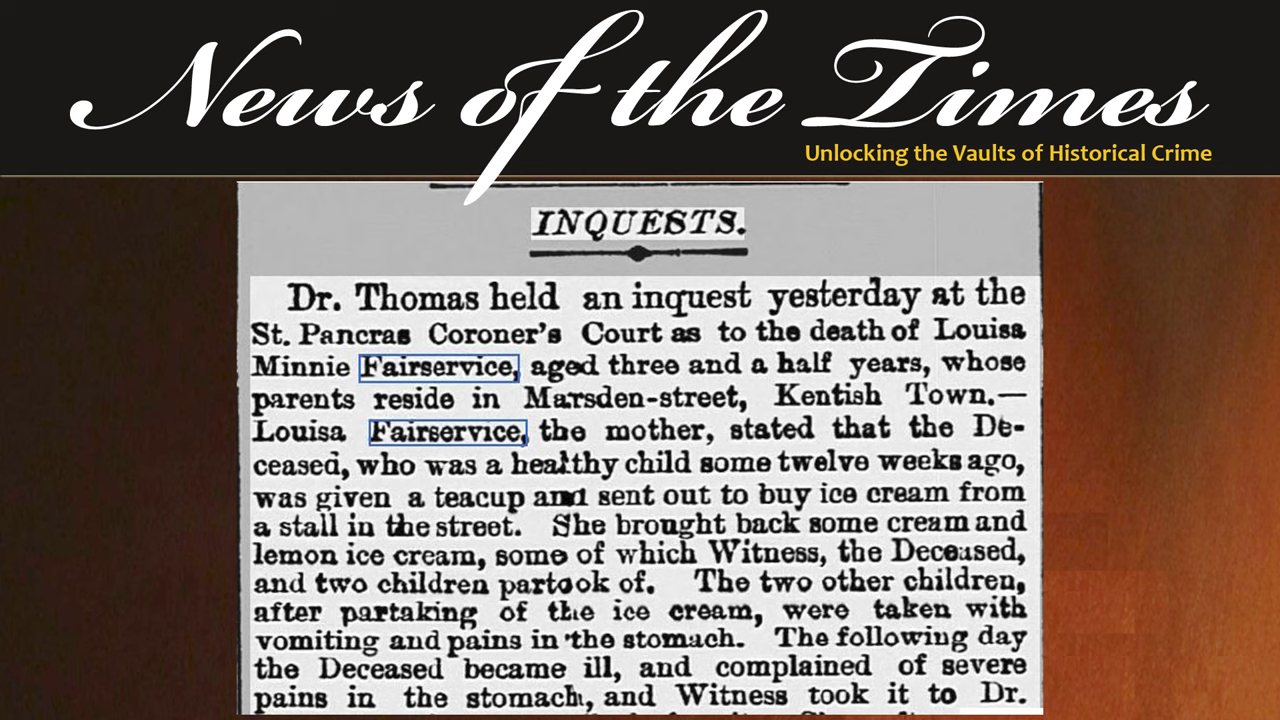 News of the Times
Unlocking the Vaults of Historical Crime
INQUESTS.
Dr. Thomas held an inquest yesterday at the
St. Pancras Coroner's Court as to the death of Louisa
Minnie Fairservice, aged three and a half years, whose
parents reside in Marsden-street, Kentish Town.—
Louisa Fairservice, the mother, stated that the De-
ceased, who was a healthy child some twelve weeks ago,
was given a teacup and sent out to buy ice cream from
a stall in the street. She brought back some cream and
lemon ice cream, some of which Witness, the Deceased,
and two children partook of. The two other children,
after partaking of the ice cream, were taken with
vomiting and pains in the stomach. The following day
the Deceased became ill, and complained of severe
pains in the stomach, and Witness took it to Dr.